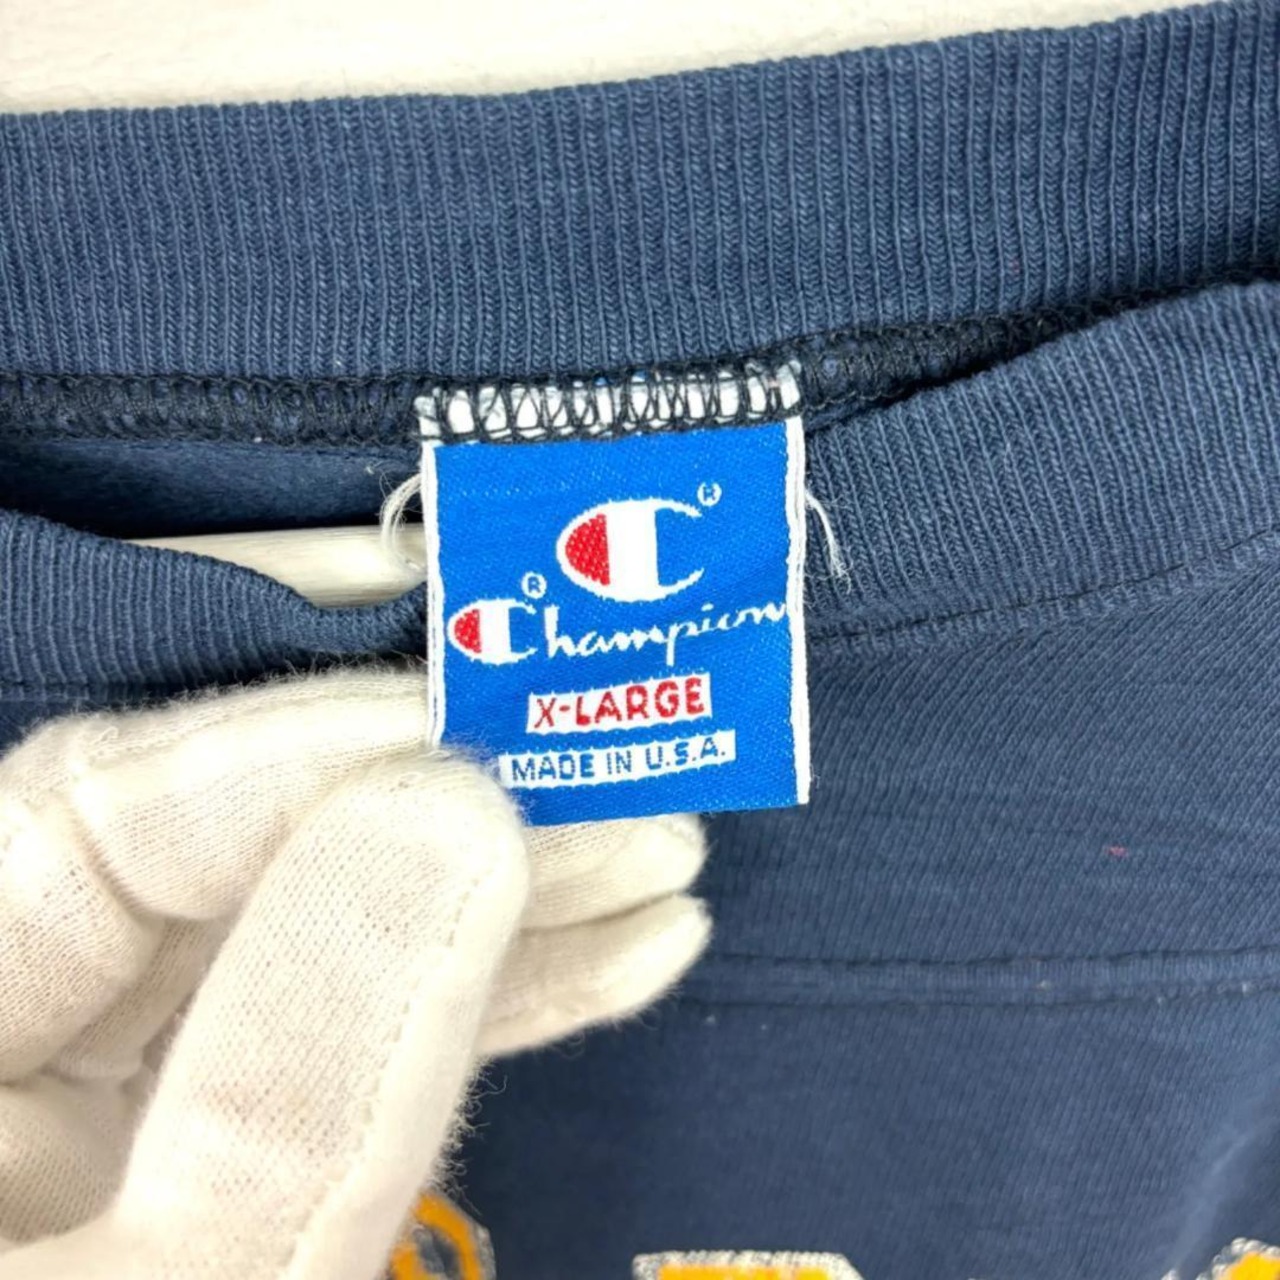 C®
®
Champion
X-LARGE
MADE IN U.S.A.